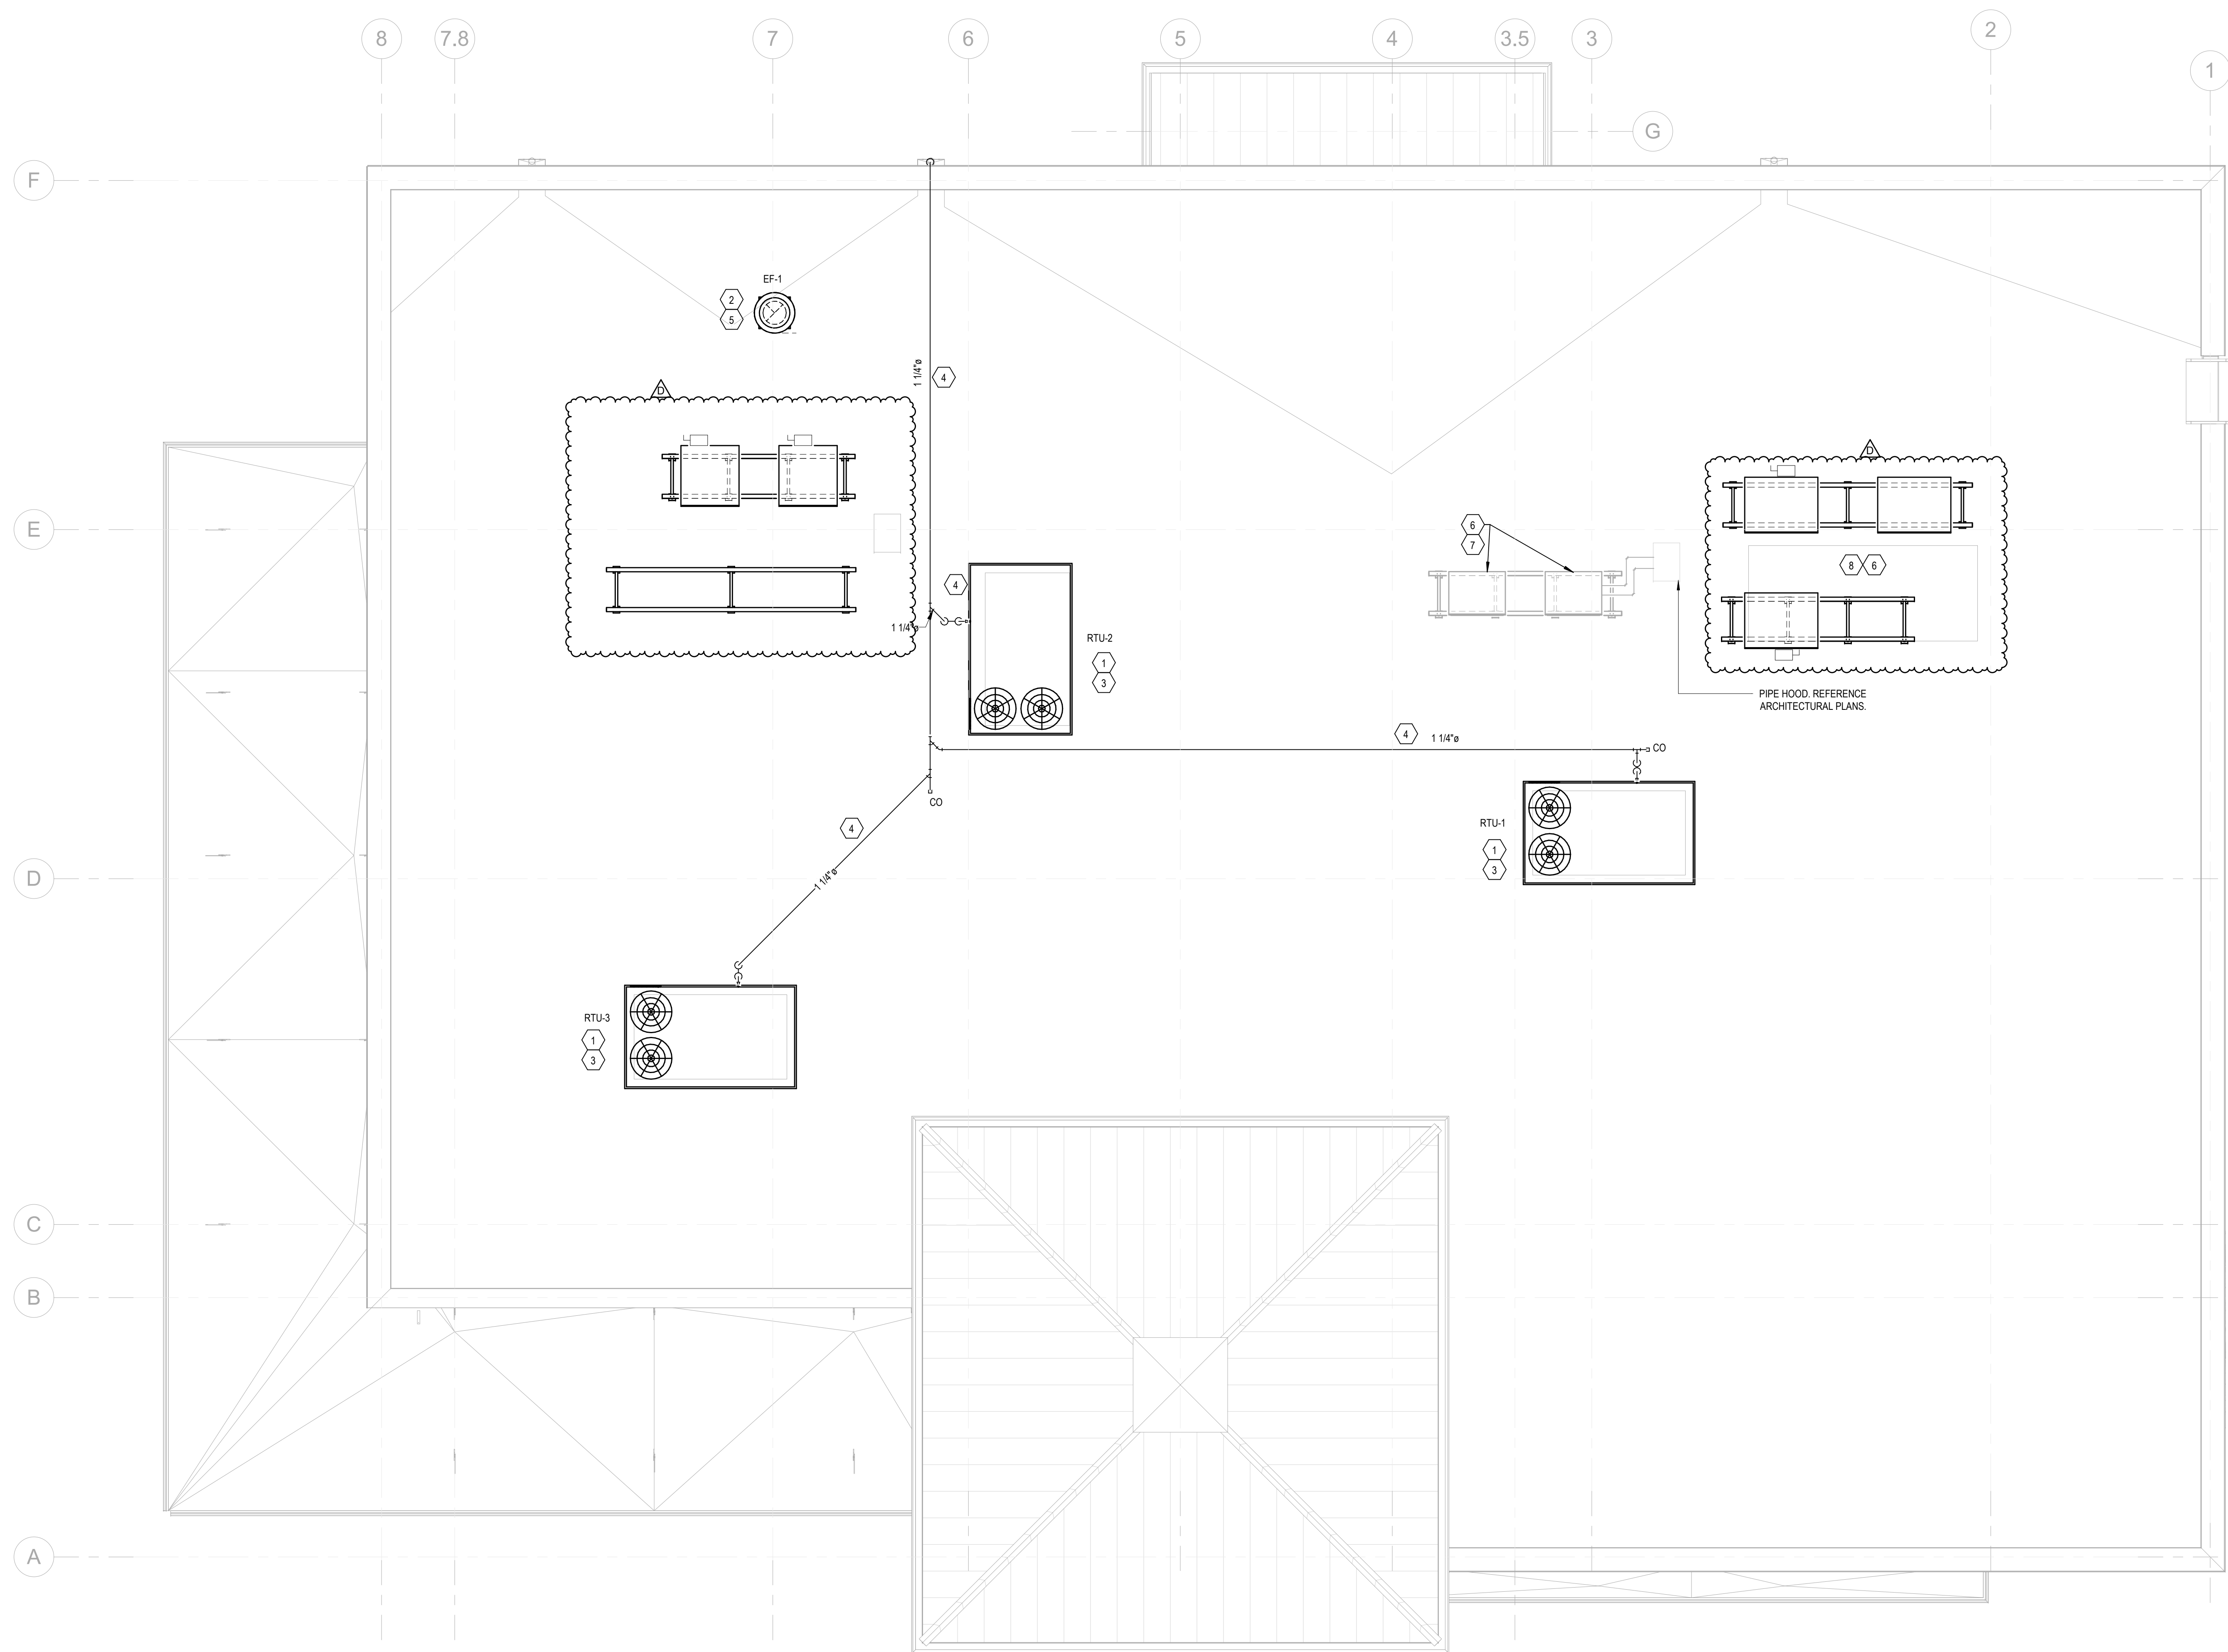 8
7.8
7
6
5
4
3.5
3
2
1
G
F
EF-1
2
5
1 1/4"ø
4
D
D
E
6
7
8
6
4
1 1/4"ø
RTU-2
1
3
PIPE HOOD. REFERENCE
ARCHITECTURAL PLANS.
4
1 1/4"ø
CO
CO
RTU-1
1
3
4
1 1/4"ø
D
RTU-3
1
3
C
B
A